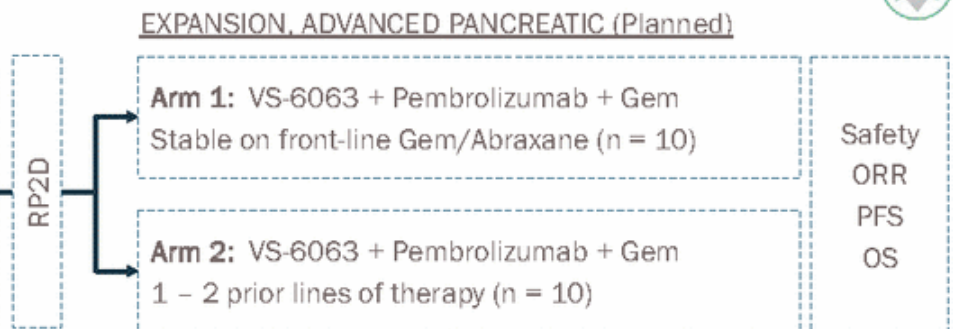 EXPANSION, ADVANCED PANCREATIC (Planned)
RP2D
Arm 1: VS-6063 + Pembrolizumab + Gem
Stable on front-line Gem/Abraxane (n = 10)
Arm 2: VS-6063 + Pembrolizumab + Gem
1 – 2 prior lines of therapy (n = 10)
Safety
ORR
PFS
OS